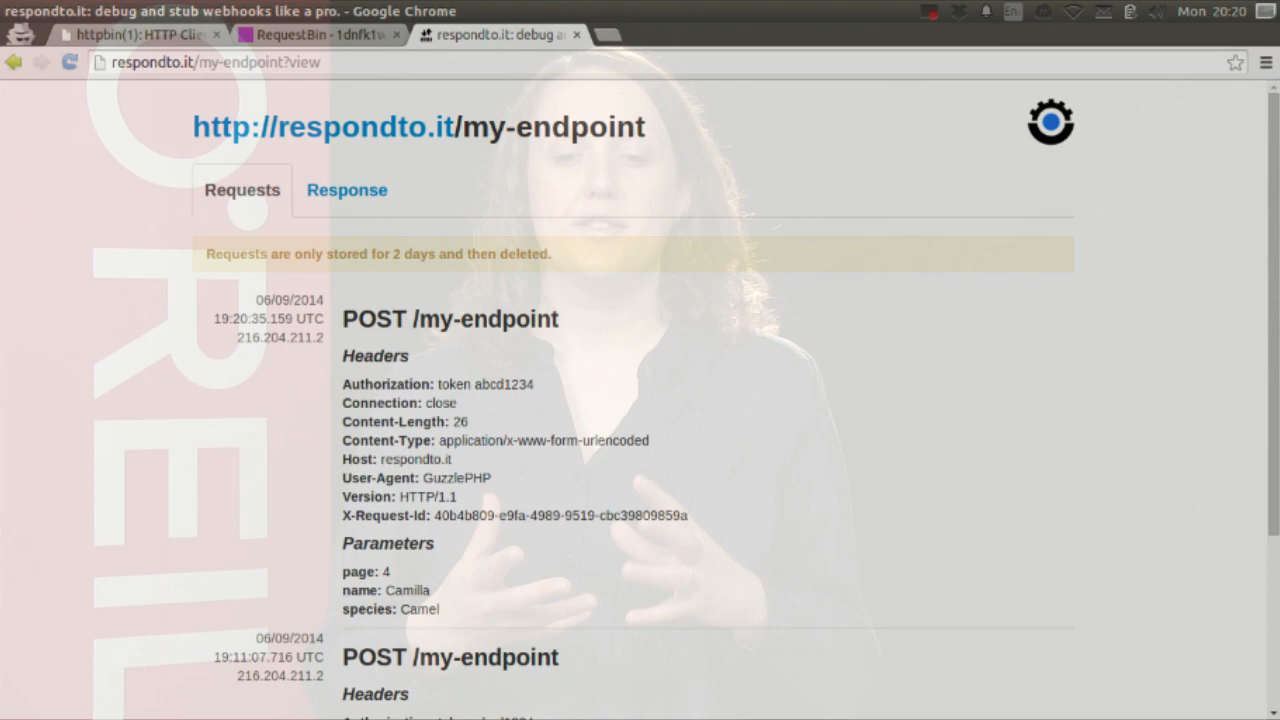 respondto.it: debug and stub webhooks like a pro. - Google Chrome
En
Mon 20:20
httpbin(1): HTTP Clie
RequestBin - 1dnfk1w
respondto.it: debug a
respondto.it/my-endpoint?view
http://respondto.it/my-endpoint
Requests
Response
Requests are only stored for 2 days and then deleted.
06/09/2014
19:20:35.159 UTC
216.204.211.2
POST /my-endpoint
Headers
Authorization: token abcd1234
Connection: close
Content-Length: 26
Content-Type: application/x-www-form-urlencoded
Host: respondto.it
User-Agent: GuzzlePHP
Version: HTTP/1.1
X-Request-Id: 40b4b809-e9fa-4989-9519-cbc39809859a
Parameters
page: 4
name: Camilla
species: Camel
06/09/2014
19:11:07.716 UTC
216.204.211.2
POST /my-endpoint
Headers
O'REIL